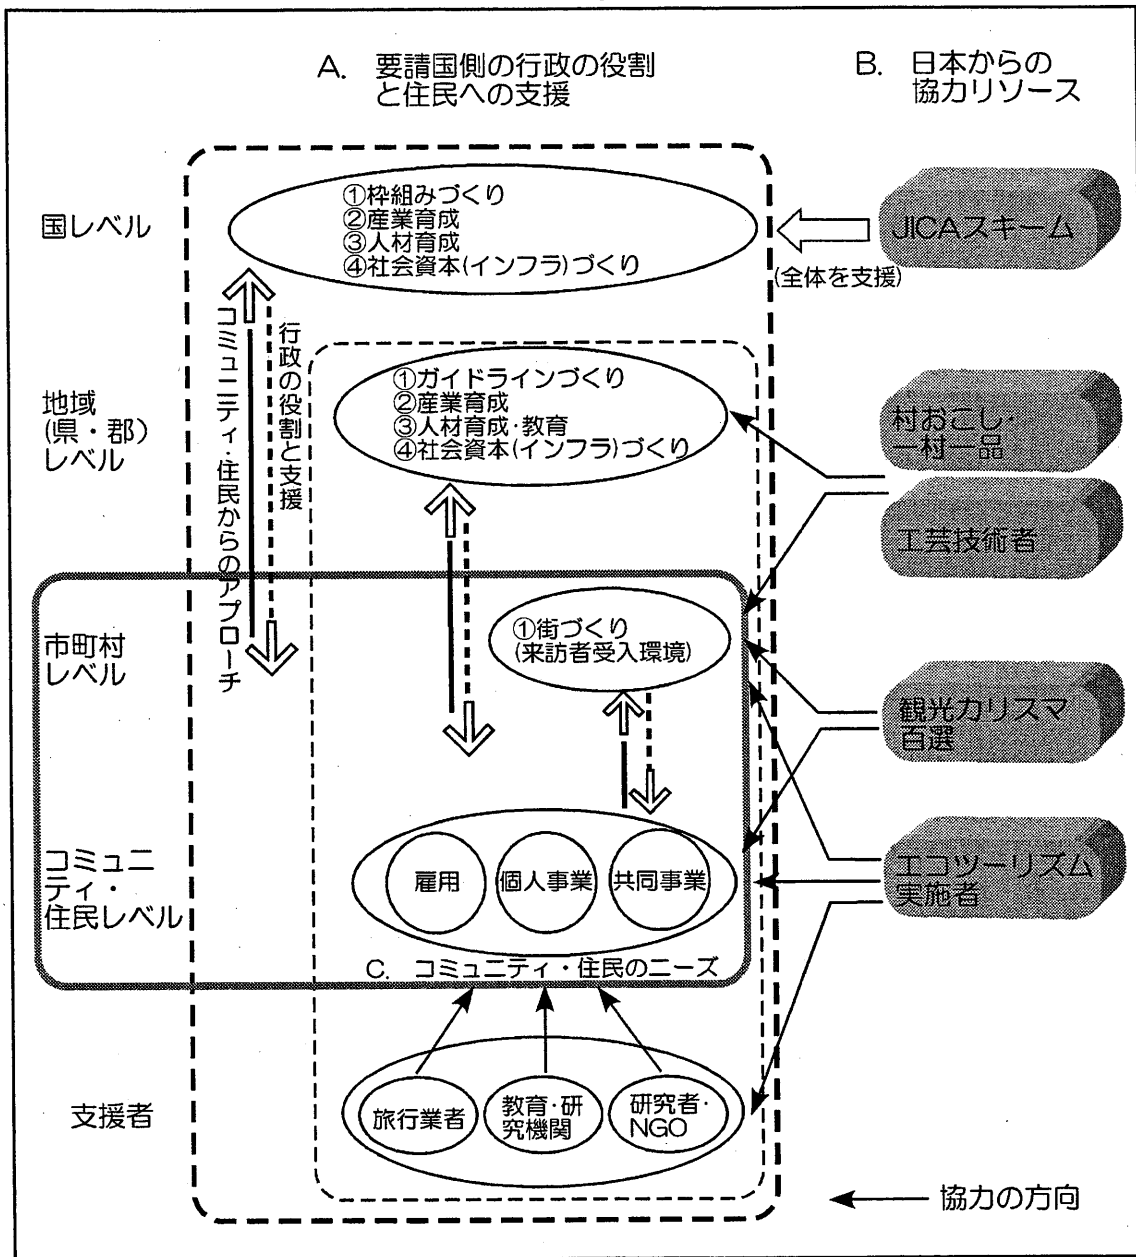 A. 要請国側の行政の役割
と住民への支援
B. 日本からの
協力リソース
国レベル
①枠組みづくり
②産業育成
③人材育成
④社会資本(インフラ)づくり
JICAスキーム
(全体を支援)
コミュニティ・住民からのアプローチ
行政の役割と支援
地域
(県・郡)
レベル
①ガイドラインづくり
②産業育成
③人材育成・教育
④社会資本(インフラ)づくり
村おこし・
一村一品
工芸技術者
市町村
レベル
①街づくり
(来訪者受入環境)
観光カリスマ
百選
コミュニ
ティ・
住民レベル
雇用
個人事業
共同事業
エコツーリズム
実施者
C. コミュニティ・住民のニーズ
支援者
旅行業者
教育・研
究機関
研究者・
NGO
協力の方向